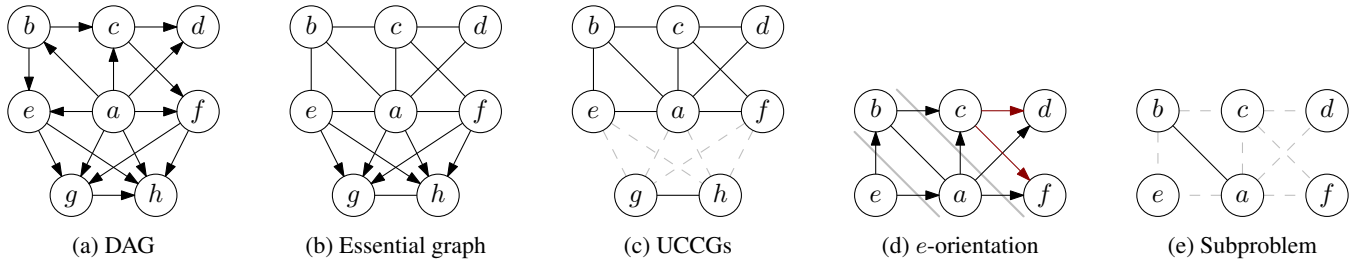 b c d b c d b c d
e a f e a f e a f b c d b c d
g h g h g h e a f e a f
(a) DAG (b) Essential graph (c) UCCGs (d) e-orientation (e) Subproblem